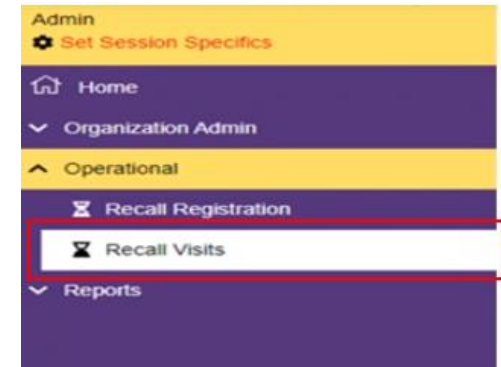 Admin
Set Session Specifics
Home
Organization Admin
Operational
Recall Registration
Recall Visits
Reports